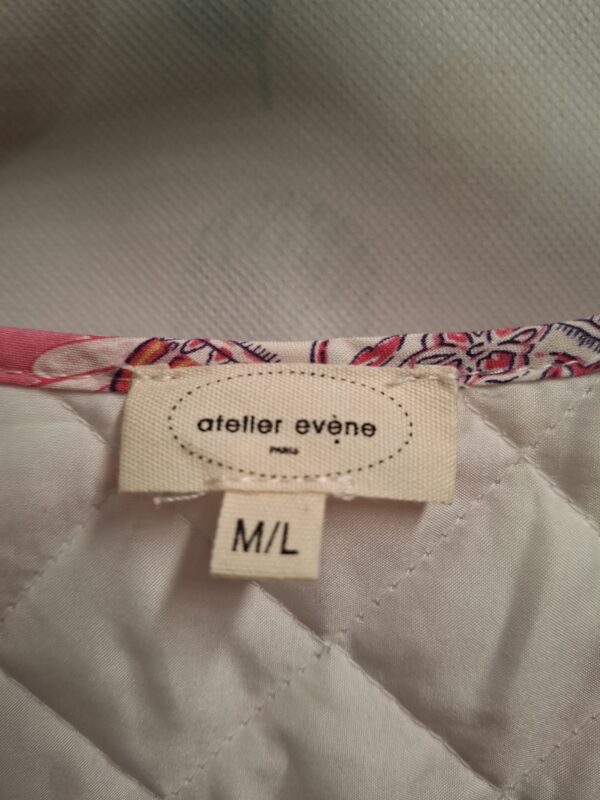 atelier evène
PARIS
M/L